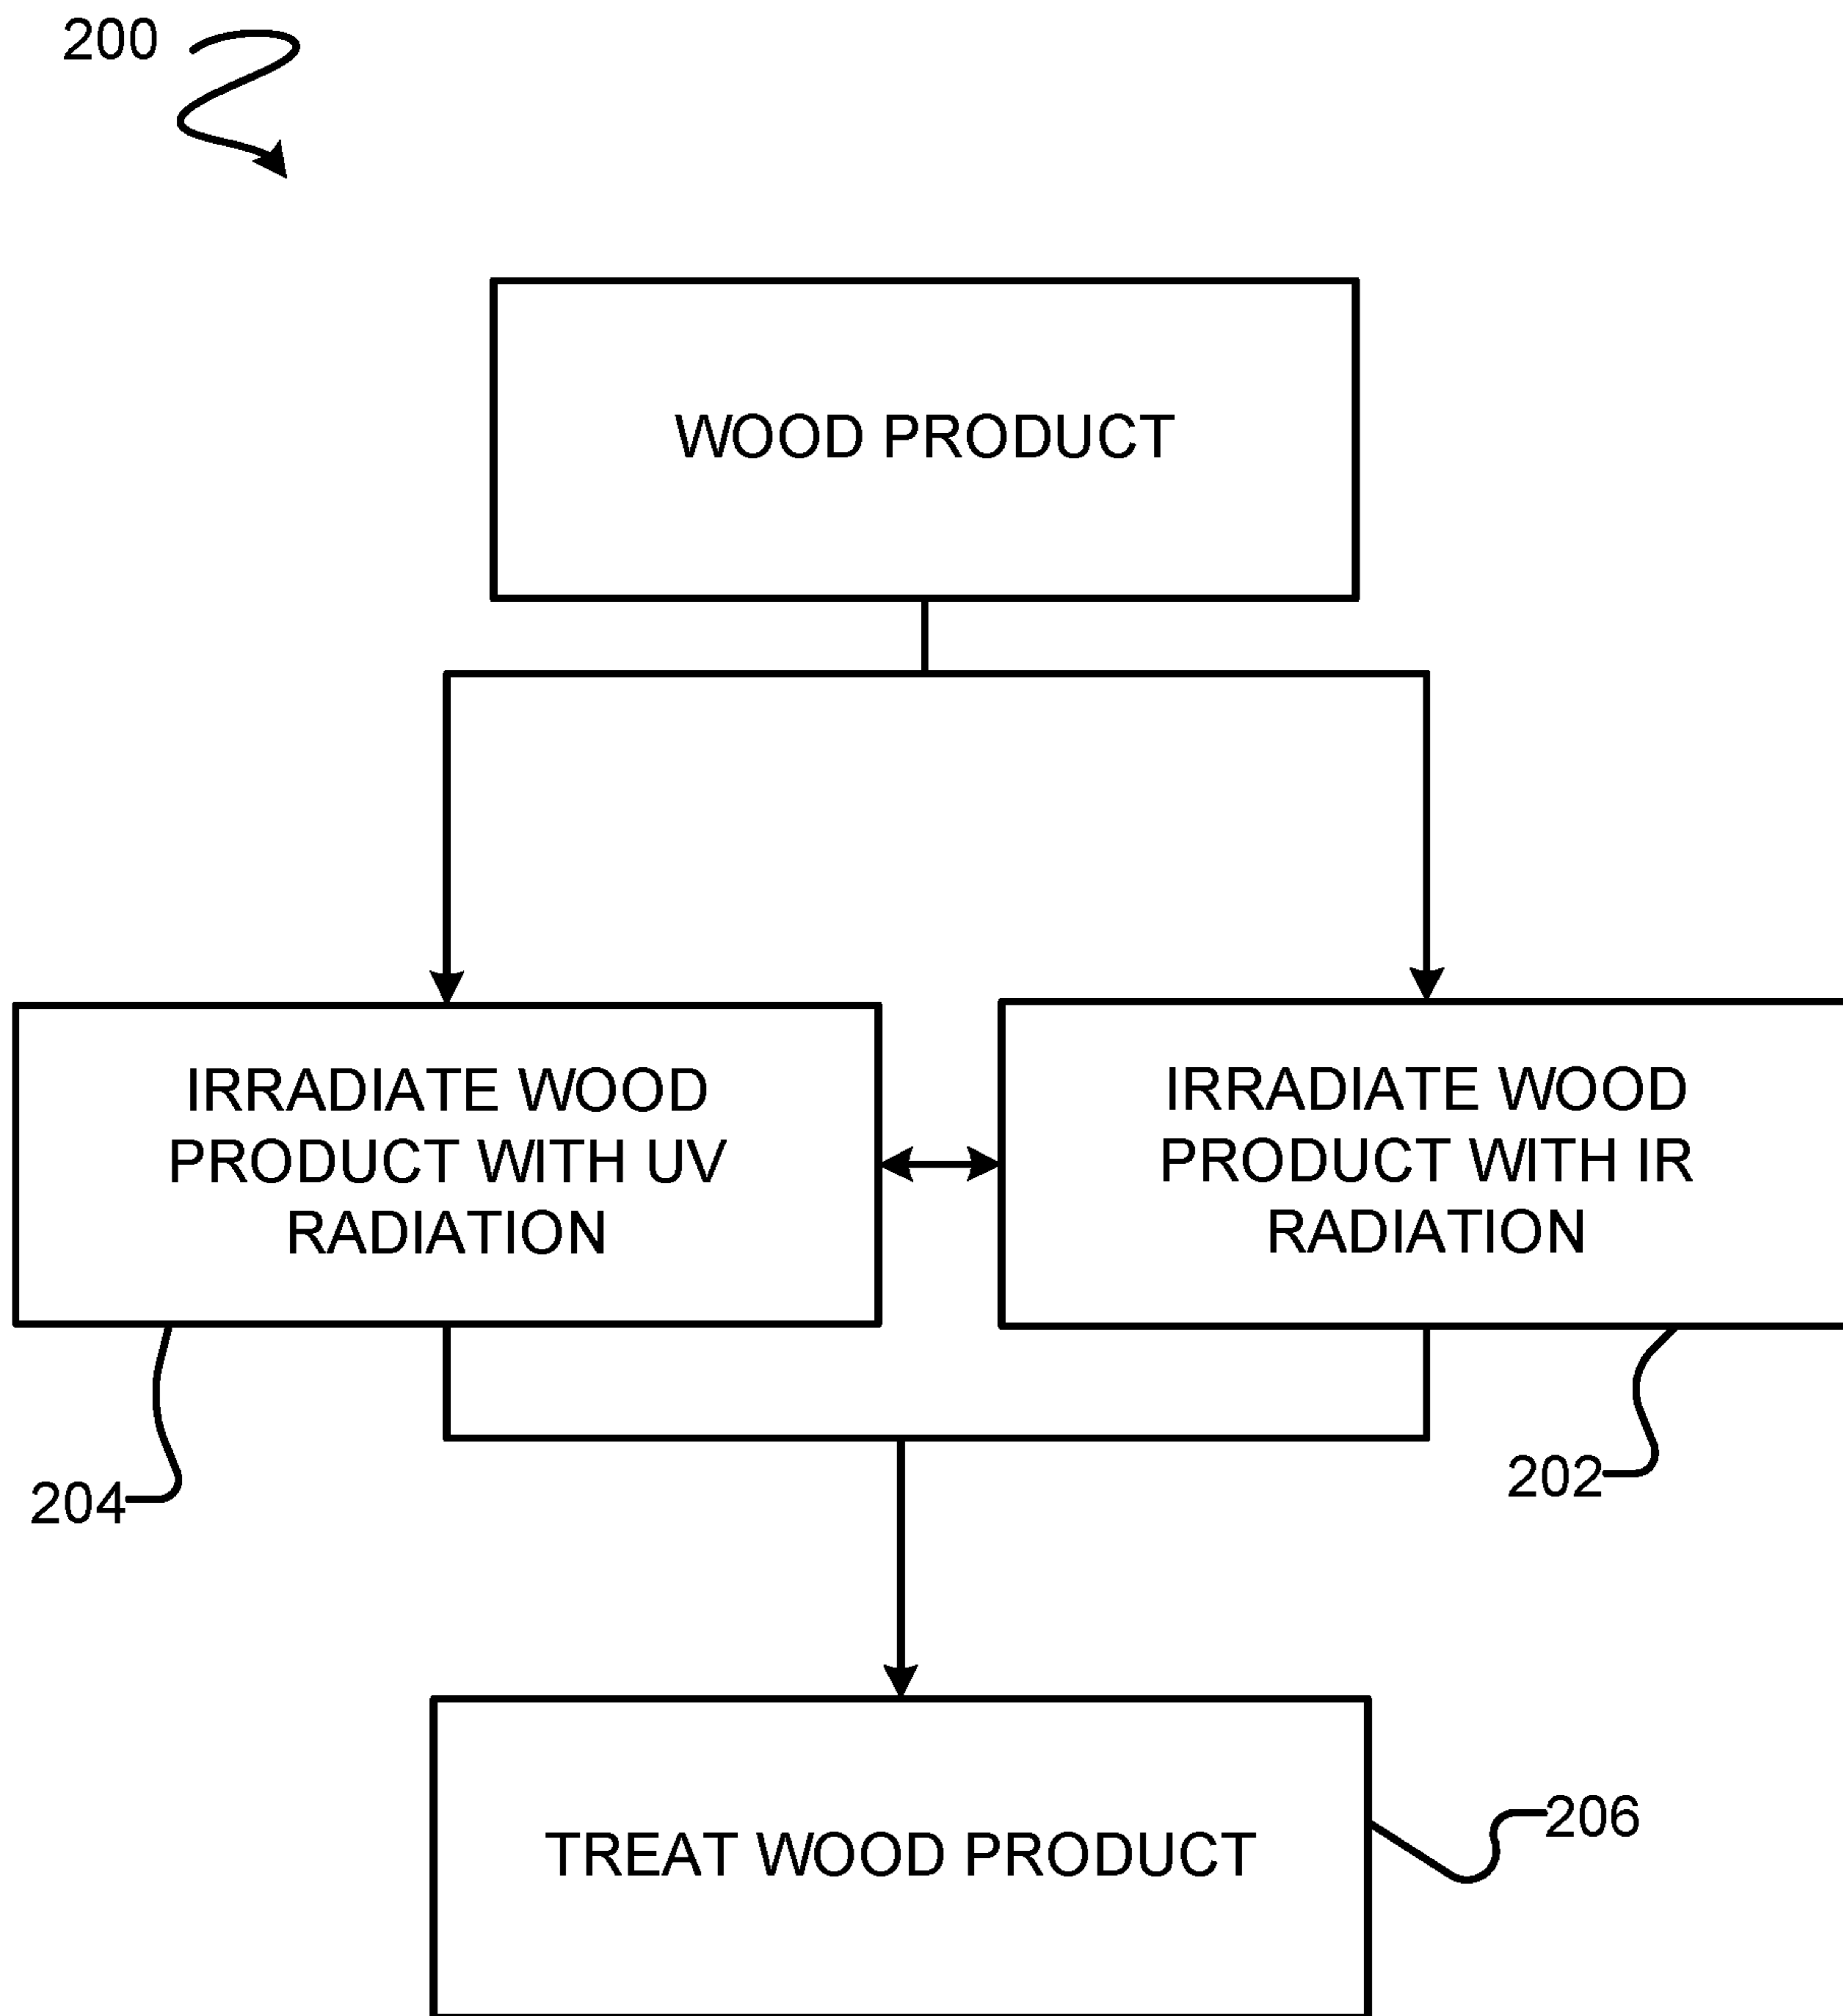 200
WOOD PRODUCT
IRRADIATE WOOD
PRODUCT WITH UV
RADIATION
IRRADIATE WOOD
PRODUCT WITH IR
RADIATION
204
202
TREAT WOOD PRODUCT
206